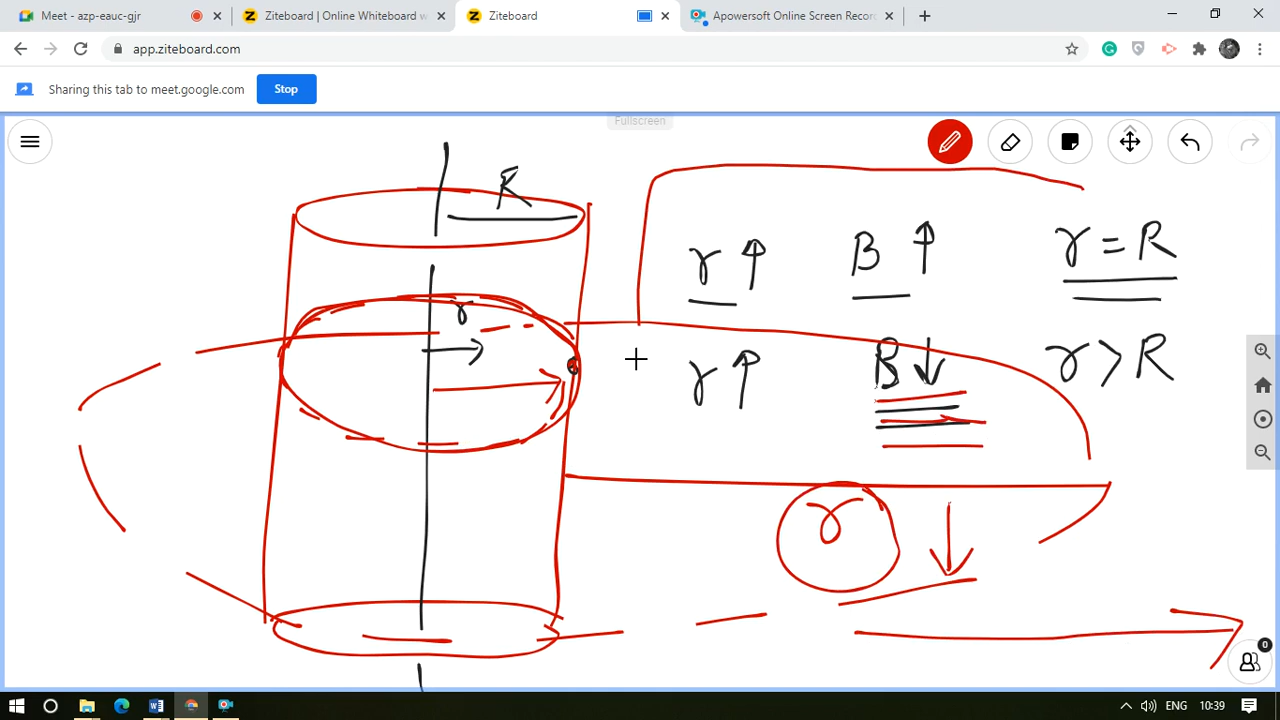 Meet - azp-eauc-gjr
Ziteboard | Online Whiteboard w
Ziteboard
Apowersoft Online Screen Recor
app.ziteboard.com
Sharing this tab to meet.google.com
Stop
Fullscreen
R
r ↑ B ↑ r = R
r
r ↑ B ↓ r > R
r ↓
0
ENG 10:39